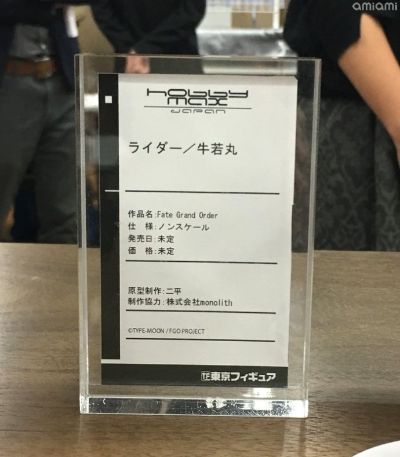 amiami
HOBBY
MAX
JAPAN
ライダー／牛若丸
作品名:Fate Grand Order
仕　様:ノンスケール
発売日:未定
価　格:未定
原型制作:二平
制作協力:株式会社monolith
©TYPE-MOON / FGO PROJECT
TF東京フィギュア